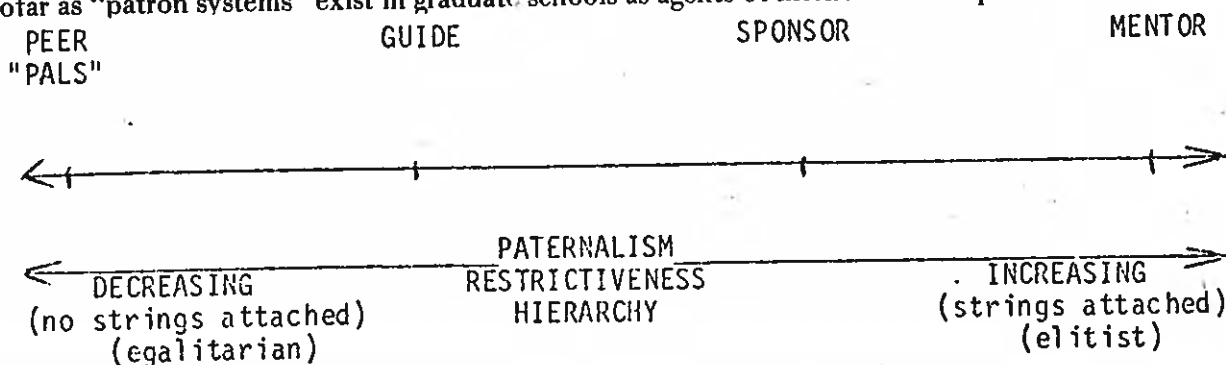 ofar as "patron systems" exist in graduate schools as agents of
PEER GUIDE SPONSOR MENTOR
"PALS"
PATERNALISM
DECREASING RESTRICTIVENESS INCREASING
(no strings attached) HIERARCHY (strings attached)
(egalitarian) (elitist)